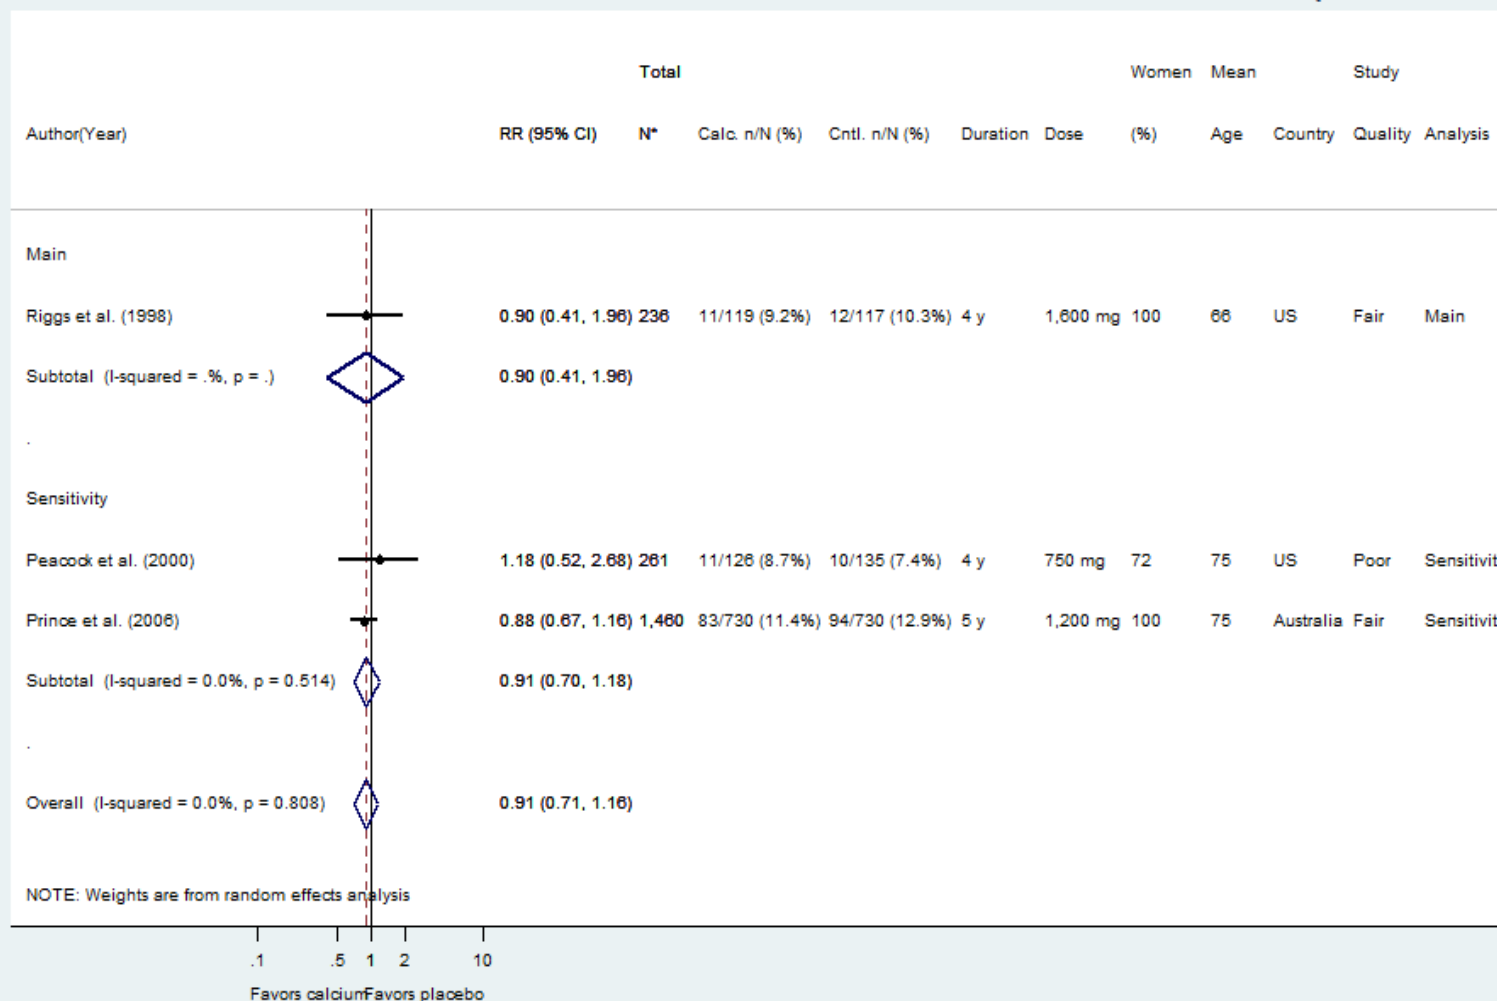 Total Women Mean Study
Author(Year) RR (95% CI) N* Calc. n/N (%) Cntl. n/N (%) Duration Dose (%) Age Country Quality Analysis
Main
Riggs et al. (1998) 0.90 (0.41, 1.96) 236 11/119 (9.2%) 12/117 (10.3%) 4 y 1,600 mg 100 66 US Fair Main
Subtotal (I-squared = .%, p = .) 0.90 (0.41, 1.96)
.
Sensitivity
Peacock et al. (2000) 1.18 (0.52, 2.68) 261 11/126 (8.7%) 10/135 (7.4%) 4 y 750 mg 72 75 US Poor Sensitivit
Prince et al. (2006) 0.88 (0.67, 1.16) 1,460 83/730 (11.4%) 94/730 (12.9%) 5 y 1,200 mg 100 75 Australia Fair Sensitivit
Subtotal (I-squared = 0.0%, p = 0.514) 0.91 (0.70, 1.18)
.
Overall (I-squared = 0.0%, p = 0.808) 0.91 (0.71, 1.16)
NOTE: Weights are from random effects analysis
.1 .5 1 2 10
Favors calcium Favors placebo